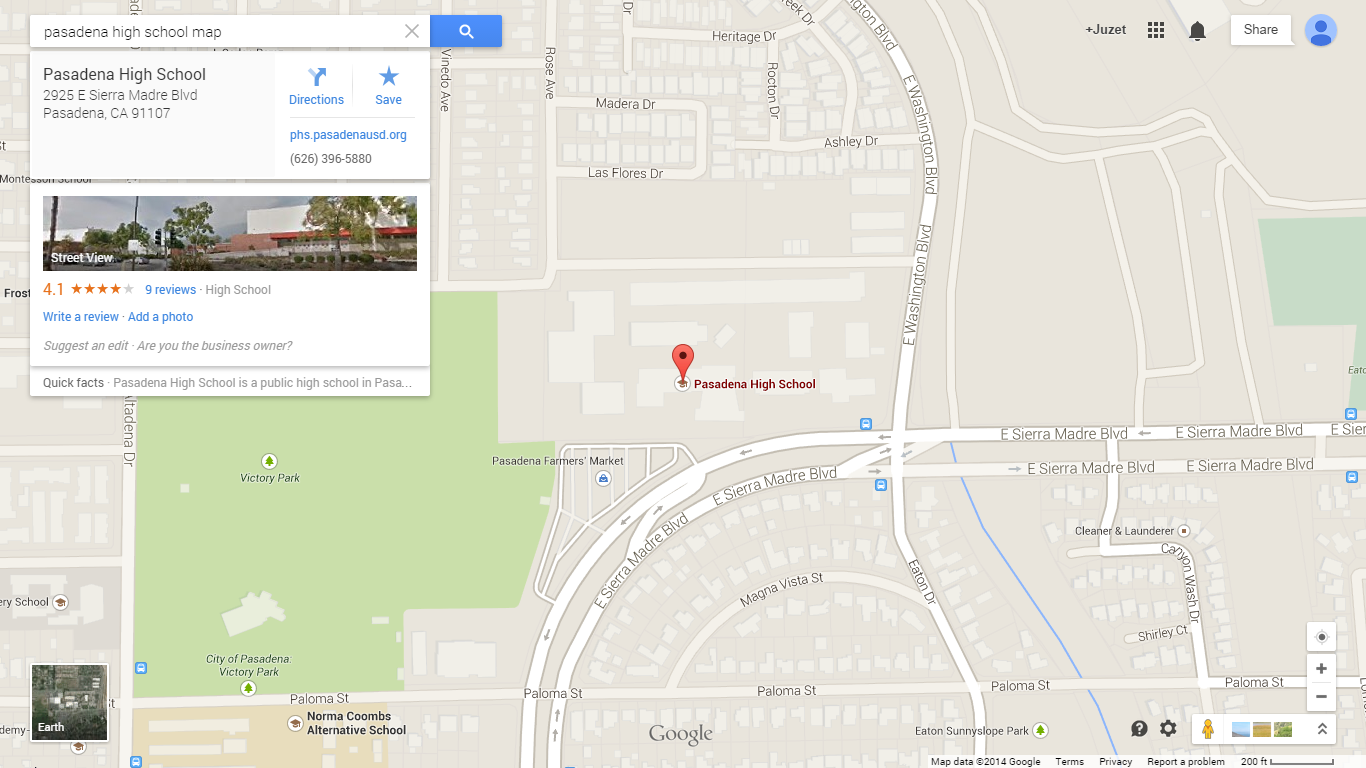 pasadena high school map
Pasadena High School
2925 E Sierra Madre Blvd
Pasadena, CA 91107
Directions
Save
phs.pasadenausd.org
(626) 396-5880
Street View
4.1
9 reviews · High School
Write a review · Add a photo
Suggest an edit · Are you the business owner?
Quick facts · Pasadena High School is a public high school in Pasa...
+Juzet
Share
Dr
Vinedo Ave
Rose Ave
Heritage Dr
Creek Dr
Rocton Dr
Madera Dr
Ashley Dr
Las Flores Dr
E Washington Blvd
E Washington Blvd
E Washington Blvd
Montesson School
Frost
Altadena Dr
Pasadena High School
E Sierra Madre Blvd
E Sierra Madre Blvd
E Sierra Madre Blvd
E Sierra Madre Blvd
E Sierra Madre Blvd
E Sierra Madre Blvd
E Sie
Eato
Pasadena Farmers' Market
Victory Park
Cleaner & Launderer
Canyon Wash Dr
Eaton Dr
Magna Vista St
Shirley Ct
ery School
City of Pasadena:
Victory Park
Paloma St
Paloma St
Paloma St
Paloma St
Paloma St
Norma Coombs
Alternative School
Eaton Sunnyslope Park
Earth
Google
Map data ©2014 Google
Terms
Privacy
Report a problem
200 ft